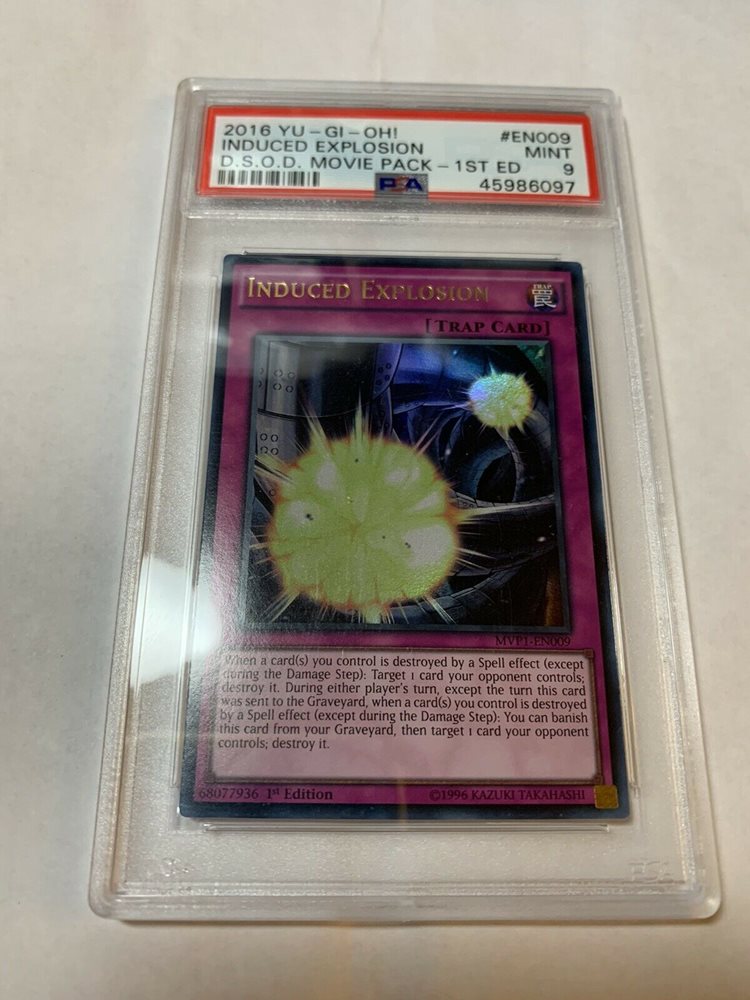 2016 YU-GI-OH! #EN009
INDUCED EXPLOSION MINT
D.S.O.D. MOVIE PACK-1ST ED 9
PSA 45986097
INDUCED EXPLOSION
TRAP
罠
[TRAP CARD]
MVP1-EN009
When a card(s) you control is destroyed by a Spell effect (except
during the Damage Step): Target 1 card your opponent controls;
destroy it. During either player's turn, except the turn this card
was sent to the Graveyard, when a card(s) you control is destroyed
by a Spell effect (except during the Damage Step): You can banish
this card from your Graveyard, then target 1 card your opponent
controls; destroy it.
68077936 1st Edition ©1996 KAZUKI TAKAHASHI
PSA